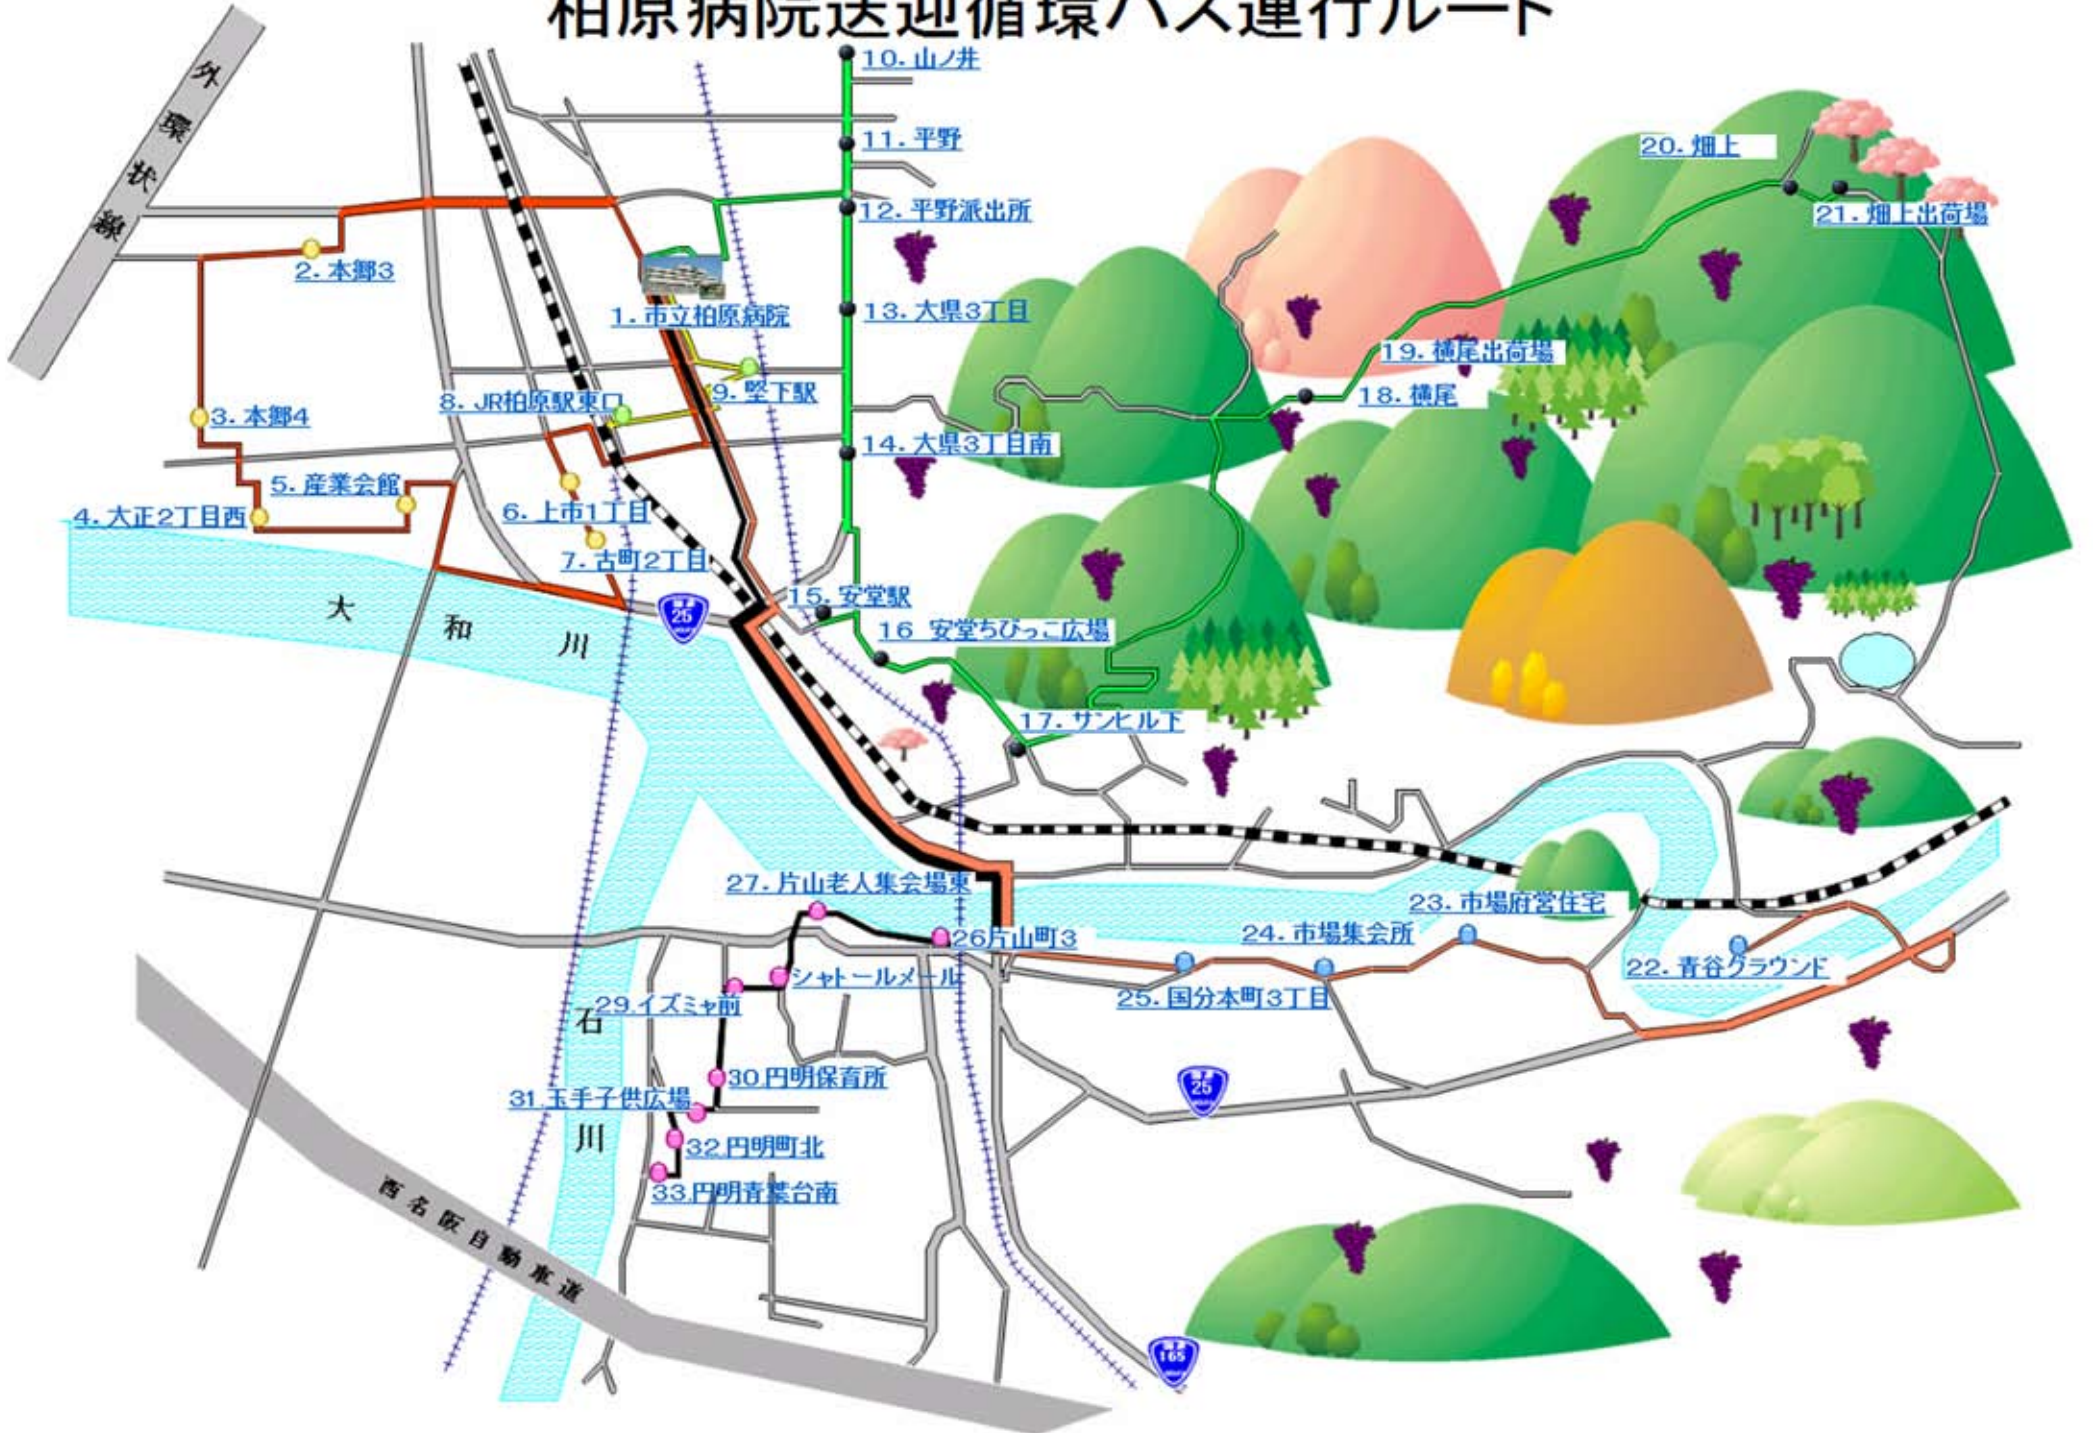 柏原病院送迎循環バス運行ルート
外環状線
10. 山ノ井
11. 平野
12. 平野派出所
13. 大県3丁目
14. 大県3丁目南
20. 畑上
21. 畑上出荷場
19. 横尾出荷場
18. 横尾
2. 本郷3
1. 市立柏原病院
9. 堅下駅
8. JR柏原駅東口
3. 本郷4
5. 産業会館
4. 大正2丁目西
6. 上市1丁目
7. 古町2丁目
大和川
25
15. 安堂駅
16 安堂ちびっこ広場
17. サンヒル下
27. 片山老人集会場東
26片山町3
シャトールメール
29.イズミャ前
石川
30円明保育所
31.玉手子供広場
32円明町北
33.円明青葉台南
23. 市場府営住宅
24. 市場集会所
22. 青谷グラウンド
25. 国分本町3丁目
25
西名阪自動車道
165